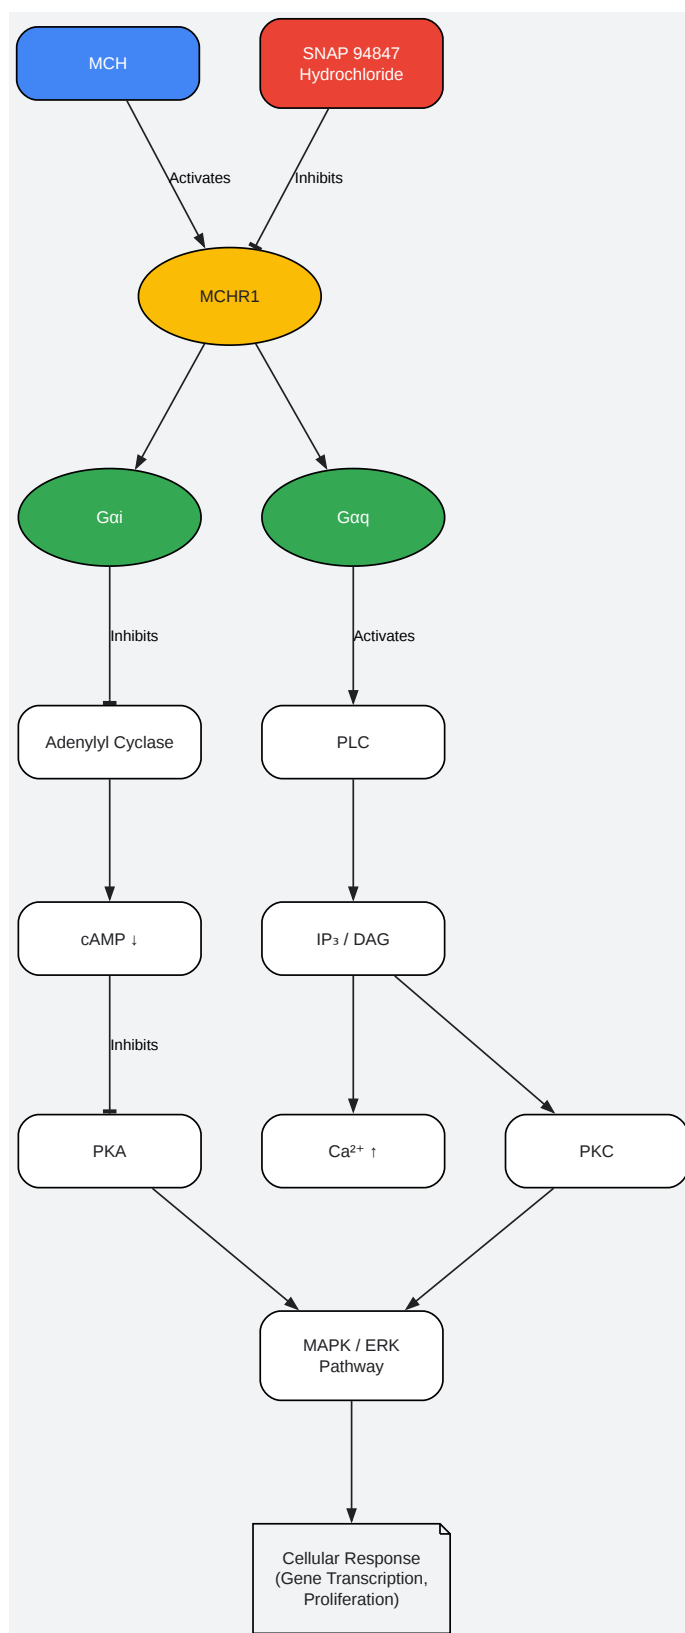 MCH
SNAP 94847
Hydrochloride
Activates
Inhibits
MCHR1
Gαi
Gαq
Inhibits
Activates
Adenylyl Cyclase
PLC
cAMP ↓
IP₃ / DAG
Inhibits
PKA
Ca²⁺ ↑
PKC
MAPK / ERK
Pathway
Cellular Response
(Gene Transcription,
Proliferation)